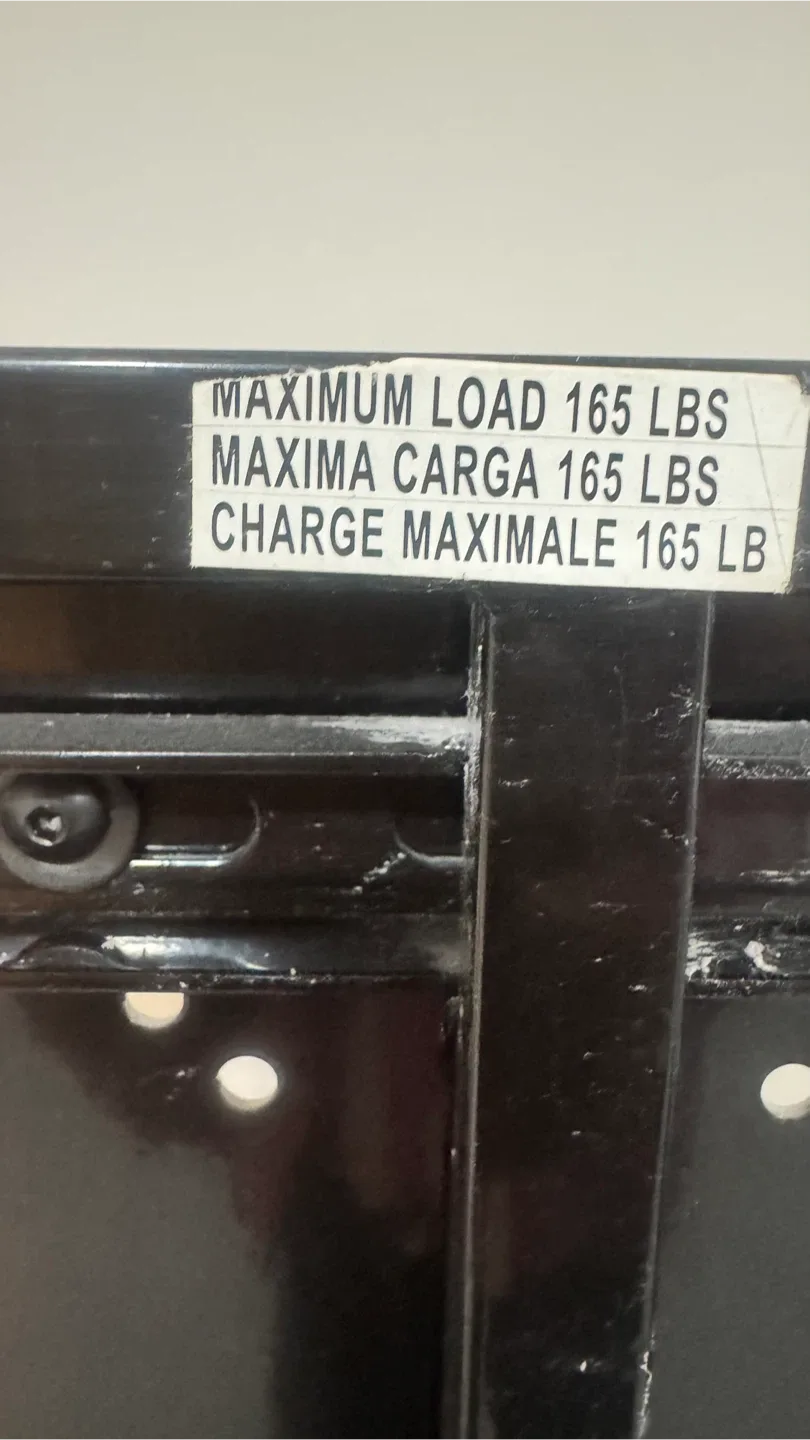 MAXIMUM LOAD 165 LBS
MAXIMA CARGA 165 LBS
CHARGE MAXIMALE 165 LB